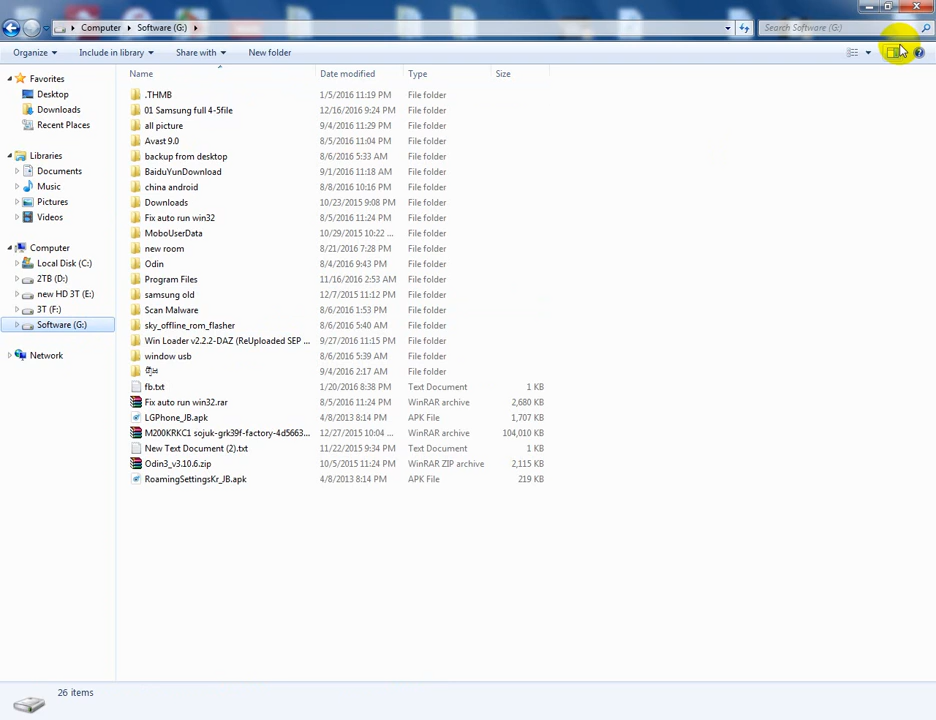 Computer Software (G:)
Search Software (G:)
Organize Include in library Share with New folder
Name Date modified Type Size
Favorites
Desktop
Downloads
Recent Places
Libraries
Documents
Music
Pictures
Videos
Computer
Local Disk (C:)
2TB (D:)
new HD 3T (E:)
3T (F:)
Software (G:)
Network
.THMB 1/5/2016 11:19 PM File folder
01 Samsung full 4-5file 12/16/2016 9:24 PM File folder
all picture 9/4/2016 11:29 PM File folder
Avast 9.0 8/5/2016 11:04 PM File folder
backup from desktop 8/6/2016 5:33 AM File folder
BaiduYunDownload 9/1/2016 11:18 AM File folder
china android 8/8/2016 10:16 PM File folder
Downloads 10/23/2015 9:08 PM File folder
Fix auto run win32 8/5/2016 11:24 PM File folder
MoboUserData 10/29/2015 10:22 ... File folder
new room 8/21/2016 7:28 PM File folder
Odin 8/4/2016 9:43 PM File folder
Program Files 11/16/2016 2:53 AM File folder
samsung old 12/7/2015 11:12 PM File folder
Scan Malware 8/6/2016 1:53 PM File folder
sky_offline_rom_flasher 8/6/2016 5:40 AM File folder
Win Loader v2.2.2-DAZ (ReUploaded SEP ... 9/27/2016 11:15 PM File folder
window usb 8/6/2016 5:39 AM File folder
9/4/2016 2:17 AM File folder
fb.txt 1/20/2016 8:38 PM Text Document 1 KB
Fix auto run win32.rar 8/5/2016 11:24 PM WinRAR archive 2,680 KB
LGPhone_JB.apk 4/8/2013 8:14 PM APK File 1,707 KB
M200KRKC1 sojuk-grk39f-factory-4d5663... 12/27/2015 10:04 ... WinRAR archive 104,010 KB
New Text Document (2).txt 11/22/2015 9:34 PM Text Document 1 KB
Odin3_v3.10.6.zip 10/5/2015 11:24 PM WinRAR ZIP archive 2,115 KB
RoamingSettingsKr_JB.apk 4/8/2013 8:14 PM APK File 219 KB
26 items